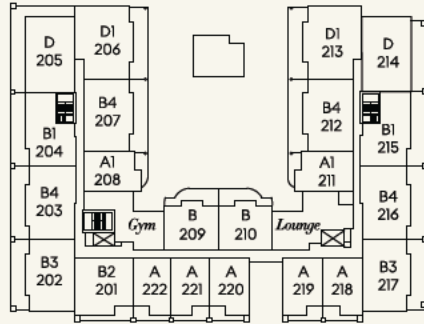 D
205
D1
206
D1
213
D
214
B1
204
B4
207
B4
212
B1
215
A1
208
A1
211
B4
203
B4
216
Gym
B
209
B
210
Lounge
B3
202
B2
201
A
222
A
221
A
220
A
219
A
218
B3
217